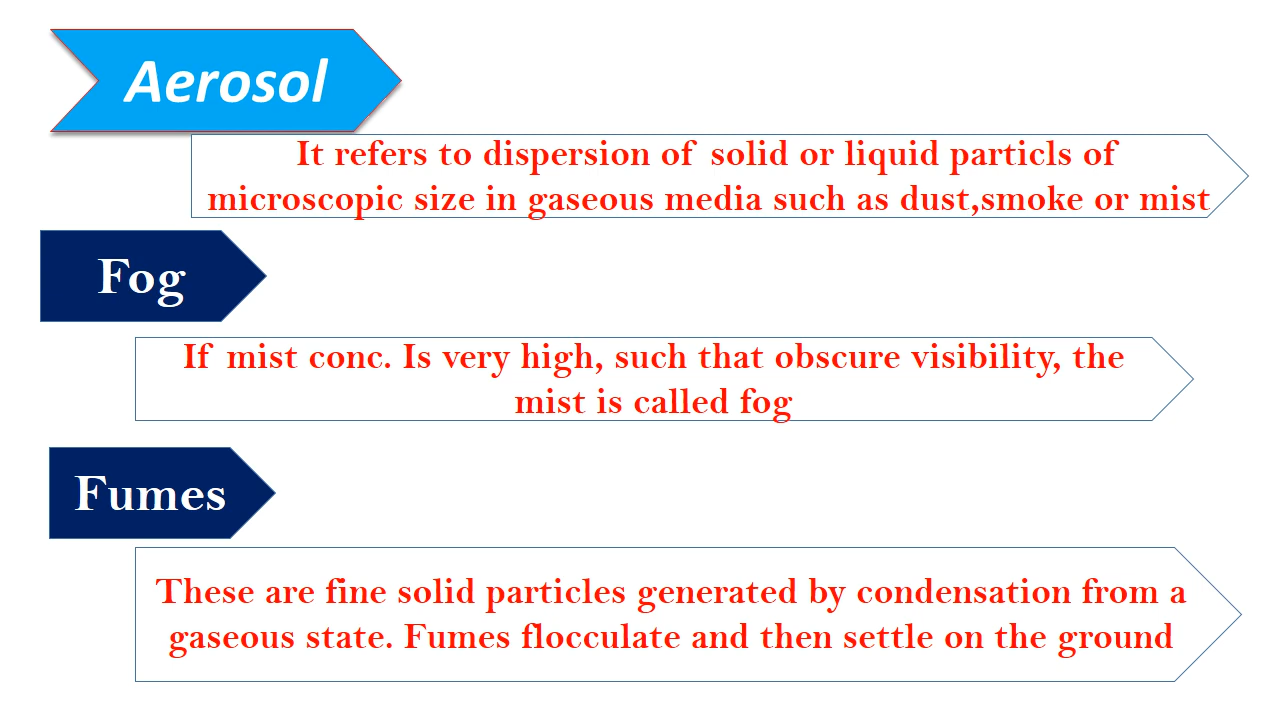 Aerosol
It refers to dispersion of solid or liquid particls of
microscopic size in gaseous media such as dust,smoke or mist
Fog
If mist conc. Is very high, such that obscure visibility, the
mist is called fog
Fumes
These are fine solid particles generated by condensation from a
gaseous state. Fumes flocculate and then settle on the ground